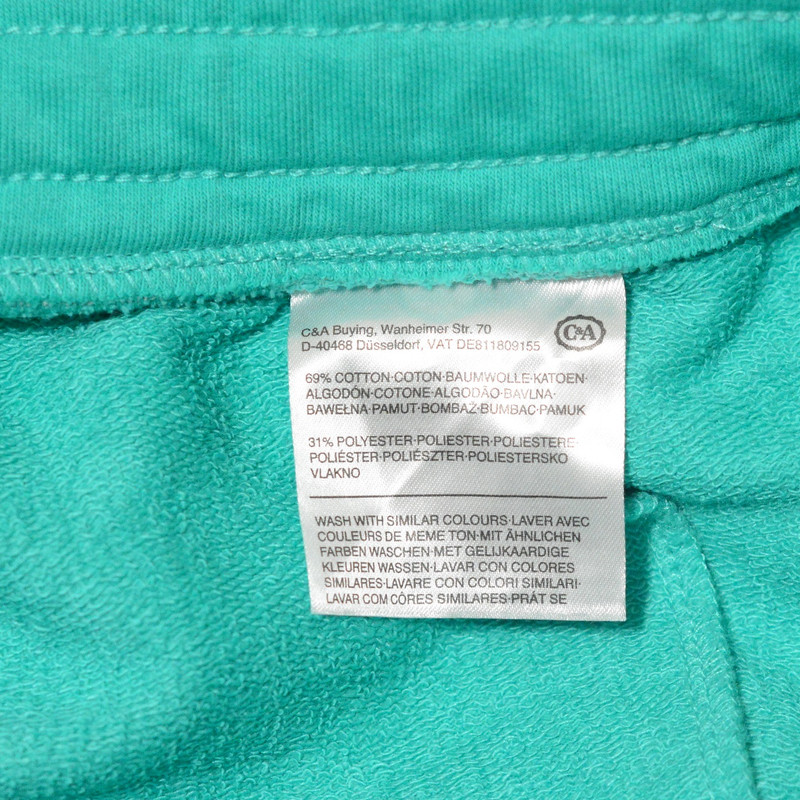 C&A Buying, Wanheimer Str. 70
D-40468 Düsseldorf, VAT DE811809155
C&A
69% COTTON·COTON·BAUMWOLLE·KATOEN·
ALGODÓN·COTONE·ALGODÃO·BAVLNA·
BAWEŁNA·PAMUT·BOMBAŽ·BUMBAC·PAMUK
31% POLYESTER·POLIESTER·POLIESTERE·
POLIÉSTER·POLIÉSZTER·POLIESTERSKO
VLAKNO
WASH WITH SIMILAR COLOURS·LAVER AVEC
COULEURS DE MEME TON·MIT ÄHNLICHEN
FARBEN WASCHEN·MET GELIJKAARDIGE
KLEUREN WASSEN·LAVAR CON COLORES
SIMILARES·LAVARE CON COLORI SIMILARI·
LAVAR COM CÔRES SIMILARES·PRÁT SE